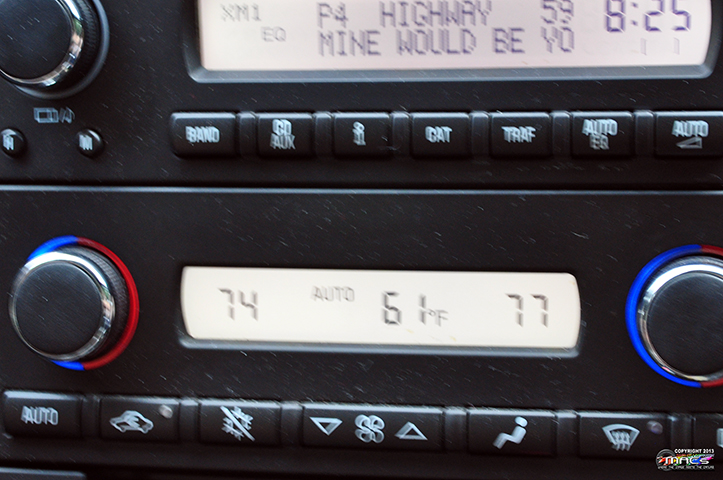 XM1 P4 HIGHWAY 59 8:25
EQ MINE WOULD BE YO
BAND CD AUX CAT TRAF AUTO EQ AUTO
M
74 AUTO 61°F 77
AUTO
COPYRIGHT 2013